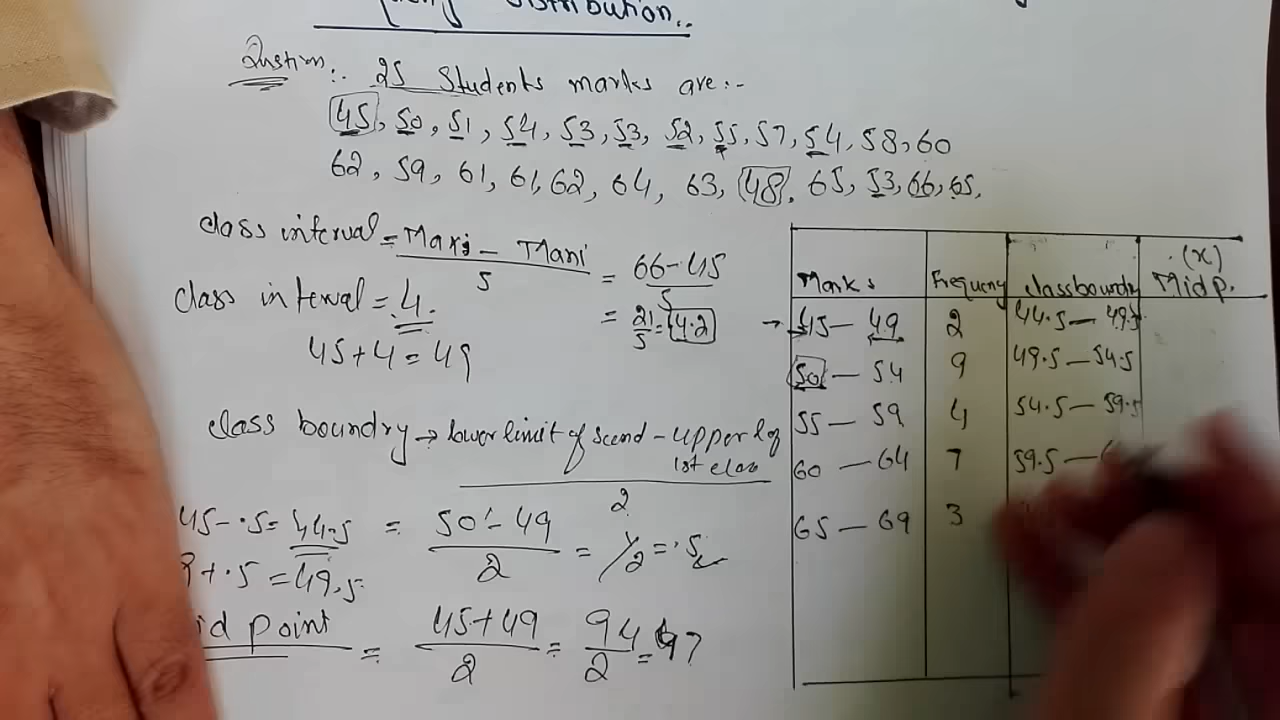 Distribution..
Question:. 25 Students marks are:-
45, 50, 51, 54, 53, 53, 52, 55, 57, 54, 58, 60
62, 59, 61, 61, 62, 64, 63, 48, 65, 53, 66, 65.
class interval = Maxi - Mani / 5 = 66-45 / 5
class interval = 4. = 21/5 = 4.2
45+4 = 49
class boundry → lower limit of scend - upper l of 1st class / 2
45-.5 = 44.5 = 50-49 / 2 = 1/2 = .5
9+.5 = 49.5
id point = 45+49 / 2 = 94/2 = 47
Marks Frequeny classboundry (x) Mid p.
→ 45 — 49 2 44.5 — 49.5
50 — 54 9 49.5 — 54.5
55 — 59 4 54.5 — 59.5
60 — 64 7 59.5 —
65 — 69 3